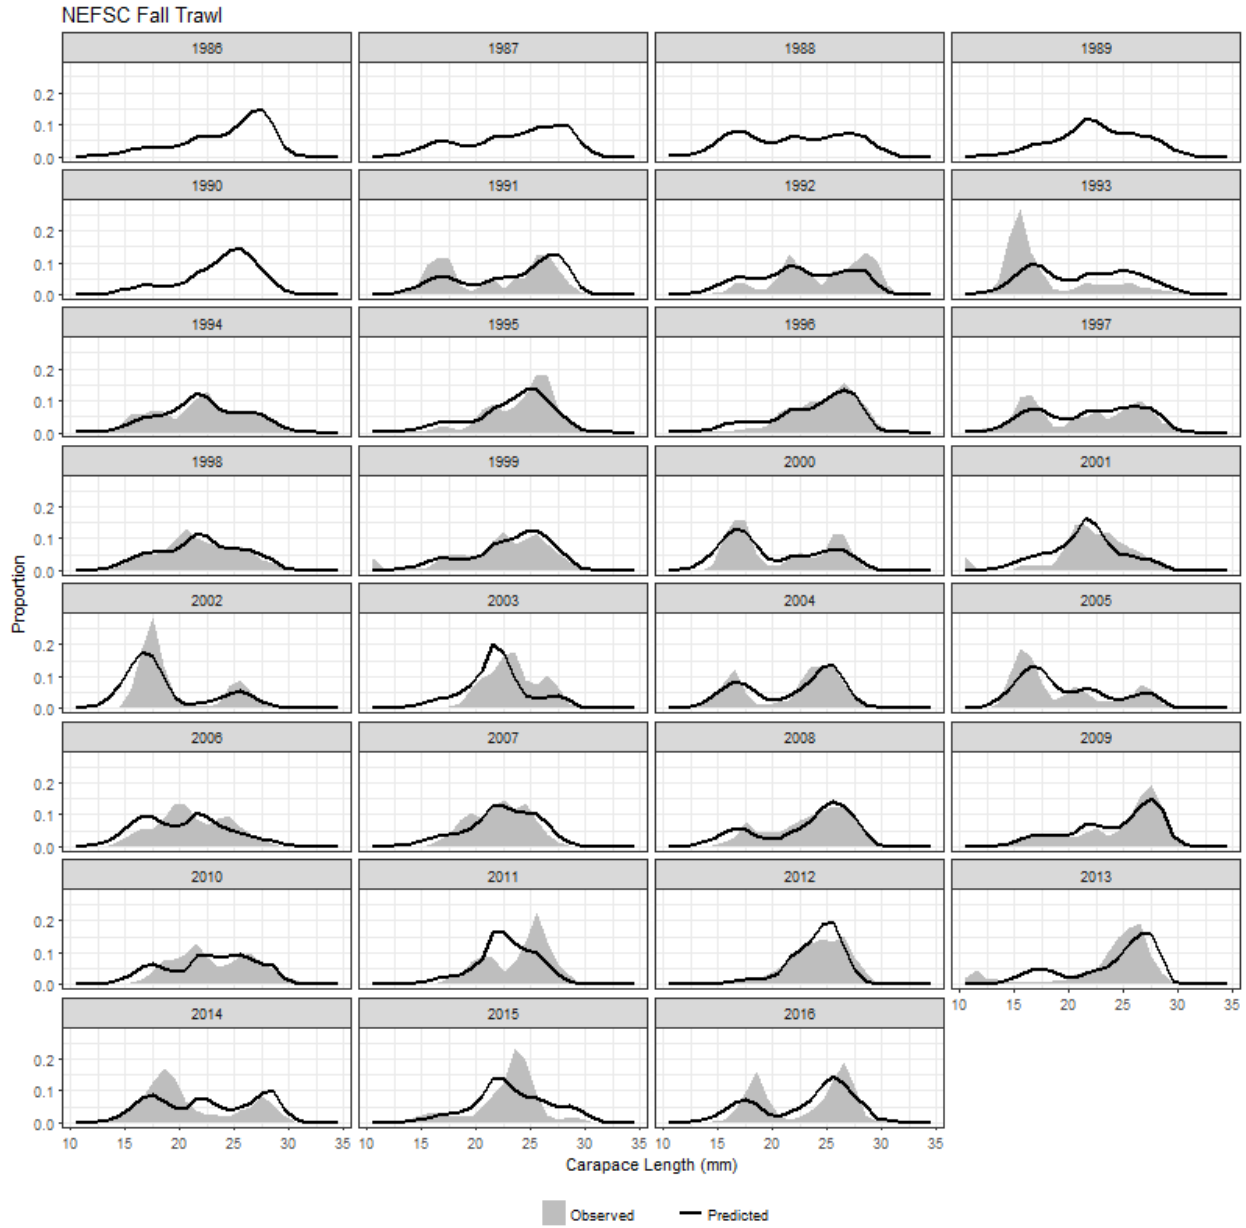 NEFSC Fall Trawl
1986 1987 1988 1989
0.2
0.1
0.0
1990 1991 1992 1993
0.2
0.1
0.0
1994 1995 1996 1997
0.2
0.1
0.0
1998 1999 2000 2001
0.2
0.1
0.0
Proportion
2002 2003 2004 2005
0.2
0.1
0.0
2006 2007 2008 2009
0.2
0.1
0.0
2010 2011 2012 2013
0.2
0.1
0.0
10 15 20 25 30 35
2014 2015 2016
0.2
0.1
0.0
10 15 20 25 30 35 10 15 20 25 30 35 10 15 20 25 30 35
Carapace Length (mm)
Observed Predicted